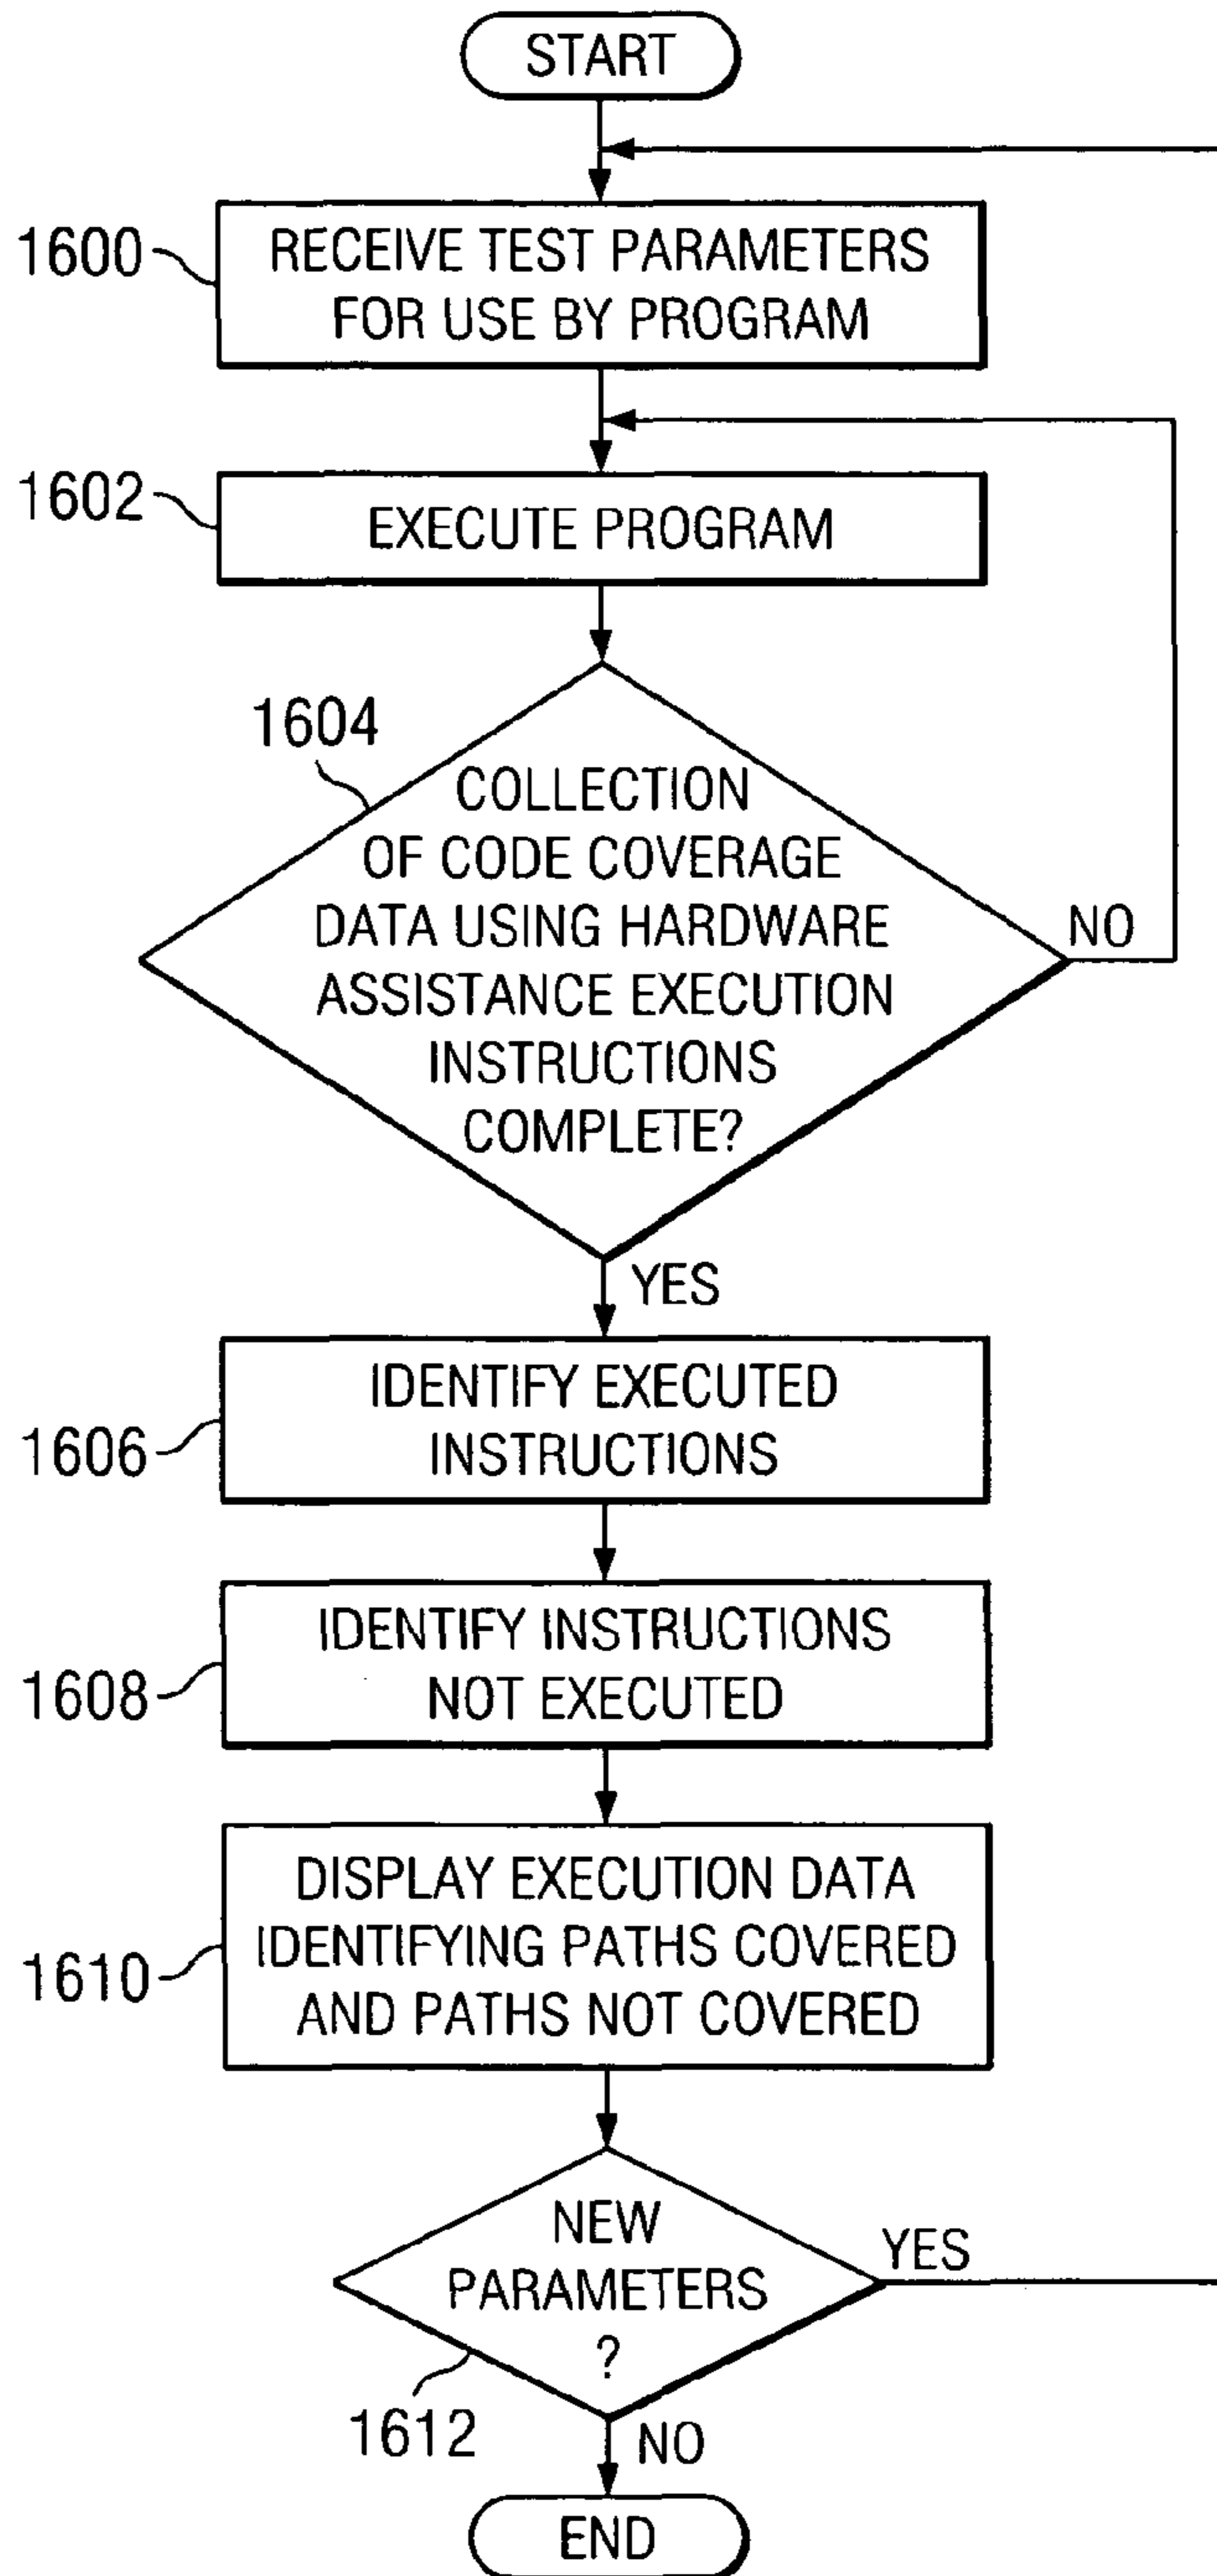 START
1600
RECEIVE TEST PARAMETERS
FOR USE BY PROGRAM
1602
EXECUTE PROGRAM
1604
COLLECTION
OF CODE COVERAGE
DATA USING HARDWARE
ASSISTANCE EXECUTION
INSTRUCTIONS
COMPLETE?
NO
YES
1606
IDENTIFY EXECUTED
INSTRUCTIONS
1608
IDENTIFY INSTRUCTIONS
NOT EXECUTED
1610
DISPLAY EXECUTION DATA
IDENTIFYING PATHS COVERED
AND PATHS NOT COVERED
NEW
PARAMETERS
?
YES
1612
NO
END